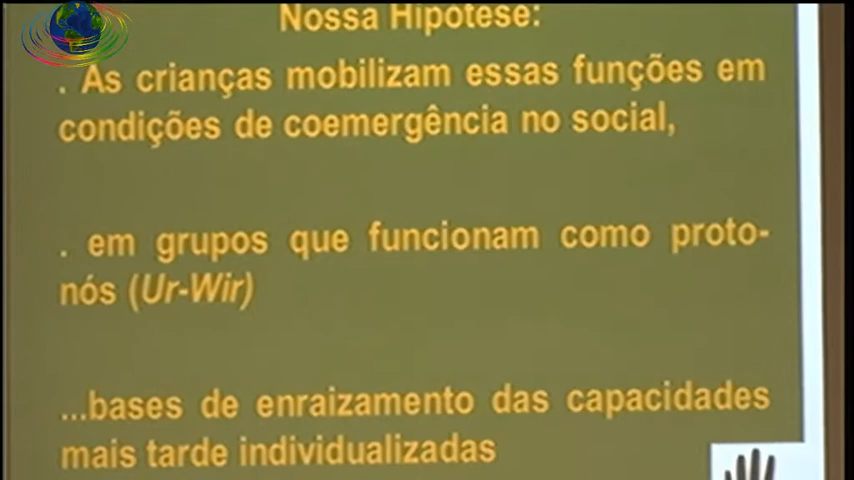 Nossa Hipótese:
. As crianças mobilizam essas funções em
condições de coemergência no social,
. em grupos que funcionam como proto-
nós (Ur-Wir)
...bases de enraizamento das capacidades
mais tarde individualizadas